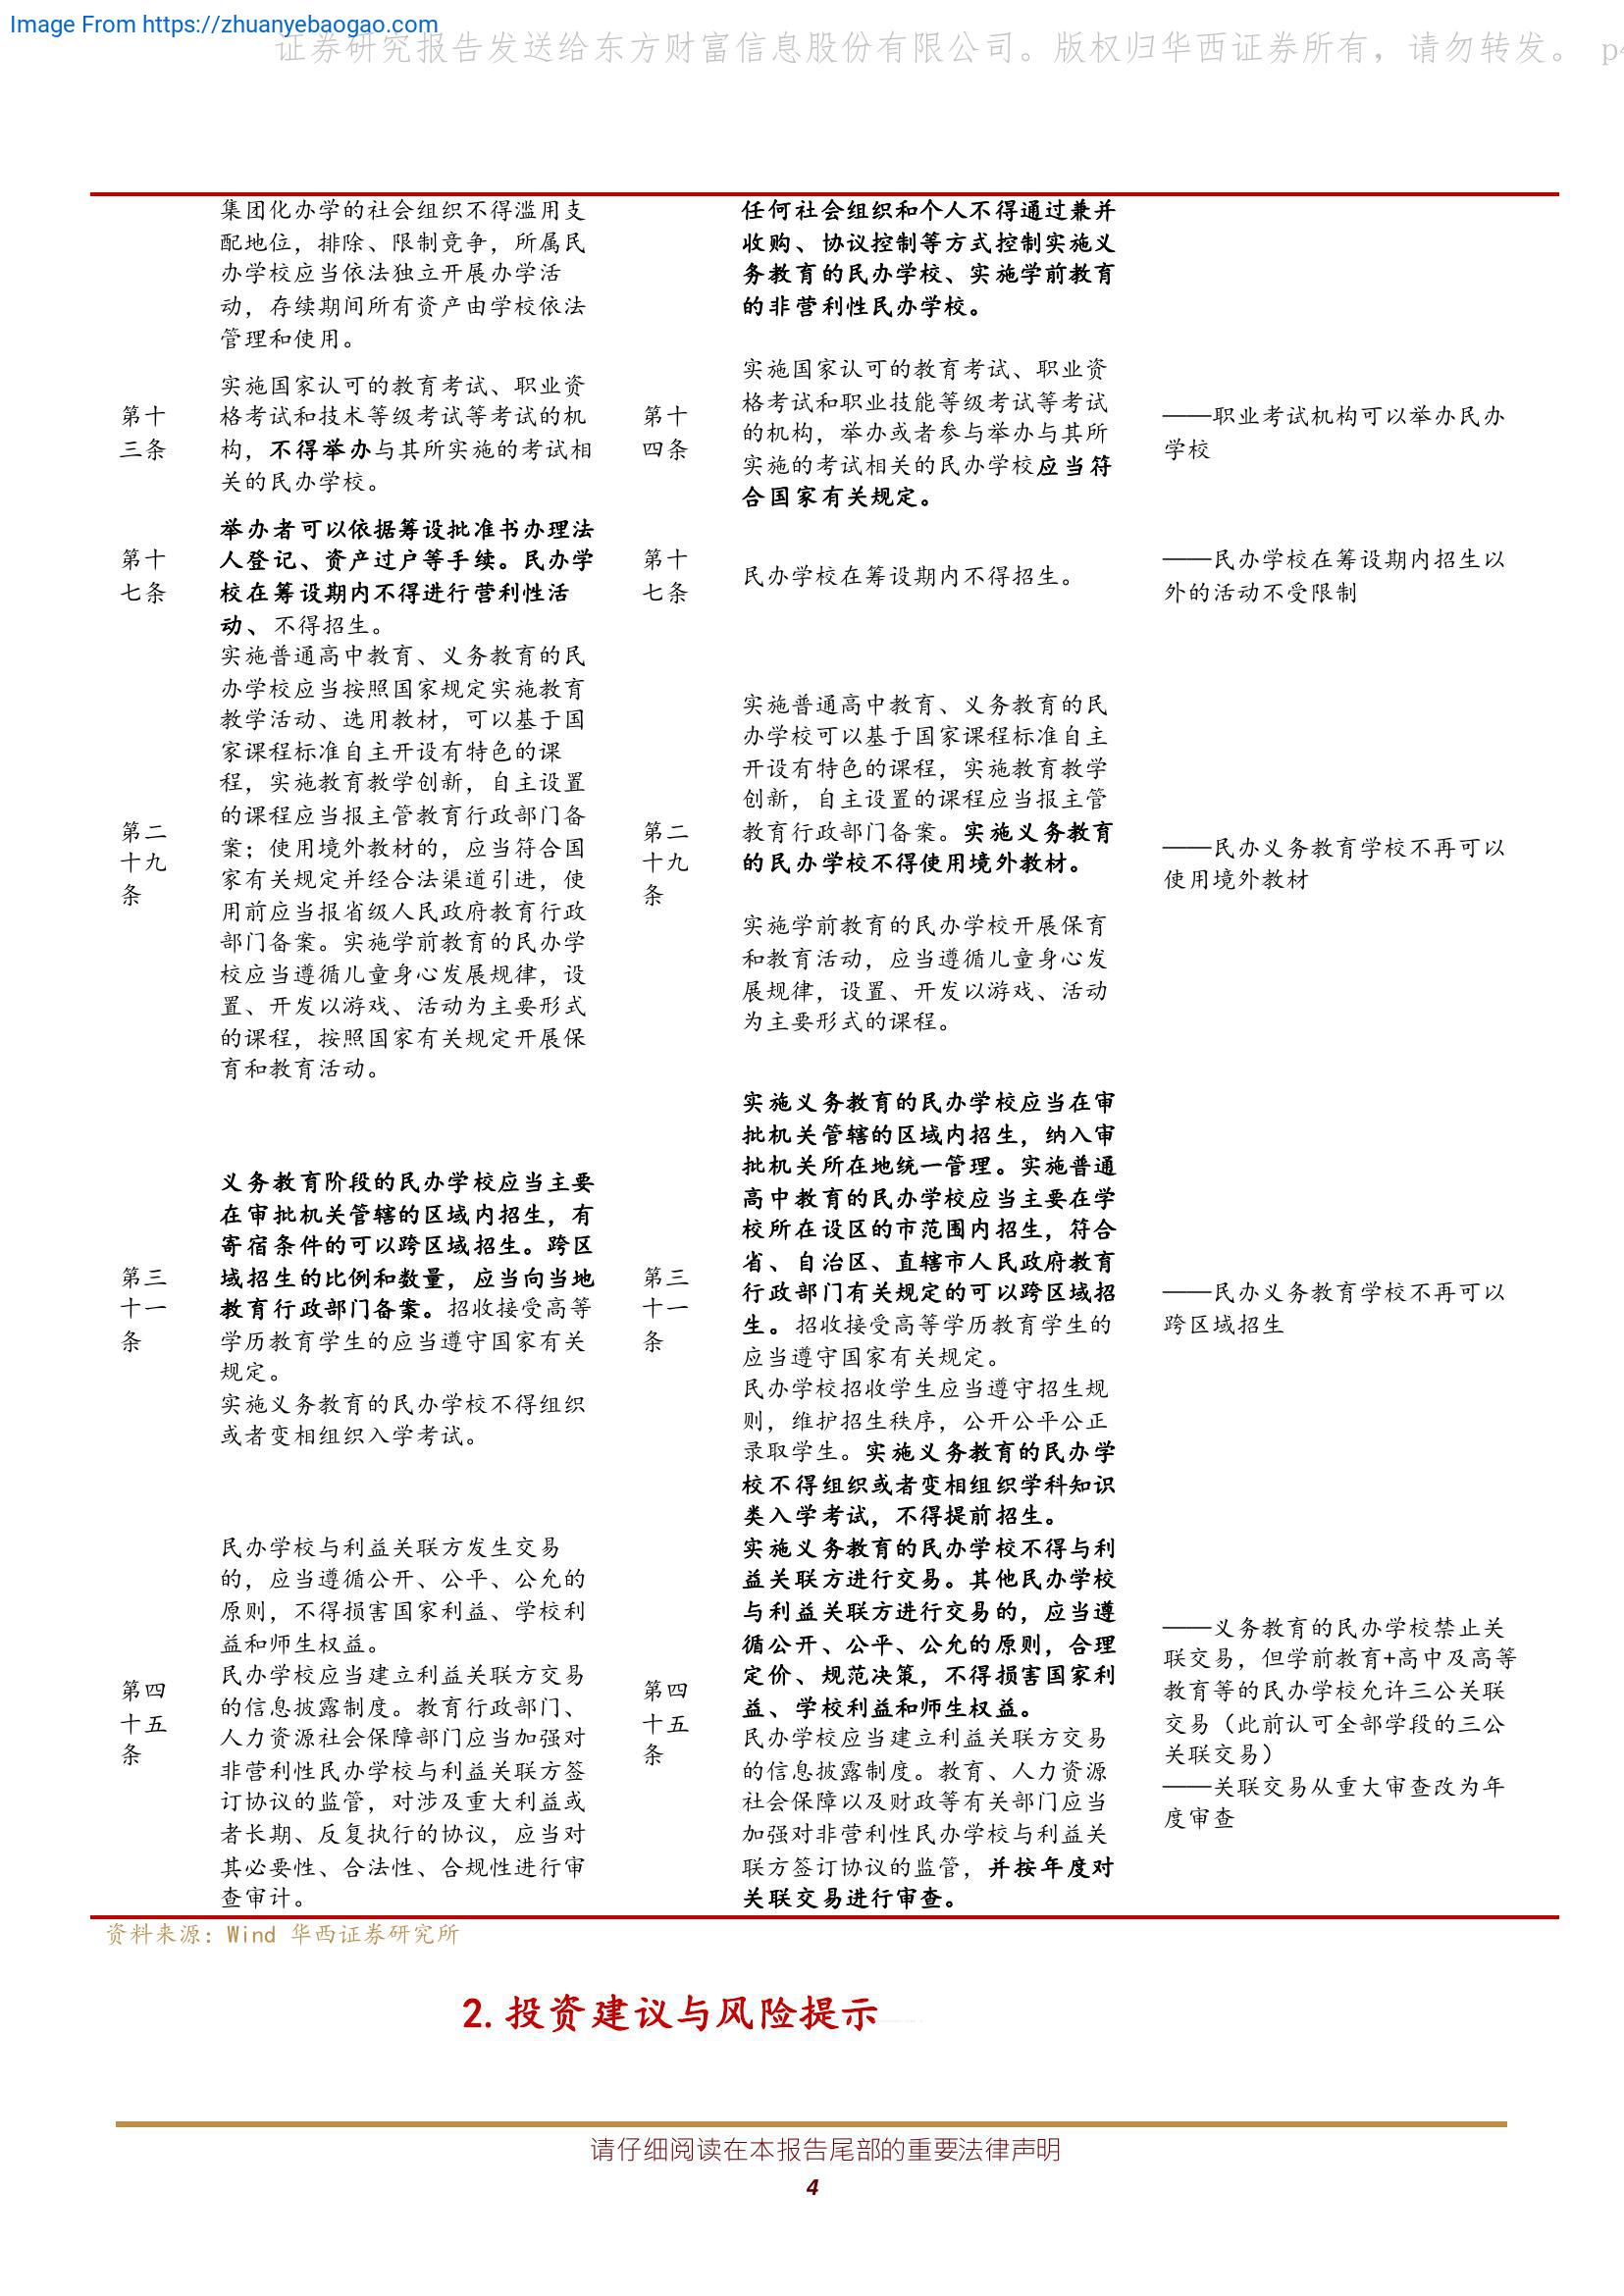 Image From https://zhuanyebaogao.com
证券研究报告发送给东方财富信息股份有限公司。版权归华西证券所有，请勿转发。 p4
集团化办学的社会组织不得滥用支
配地位，排除、限制竞争，所属民
办学校应当依法独立开展办学活
动，存续期间所有资产由学校依法
管理和使用。
任何社会组织和个人不得通过兼并
收购、协议控制等方式控制实施义
务教育的民办学校、实施学前教育
的非营利性民办学校。
第十
三条
实施国家认可的教育考试、职业资
格考试和技术等级考试等考试的机
构，不得举办与其所实施的考试相
关的民办学校。
第十
四条
实施国家认可的教育考试、职业资
格考试和职业技能等级考试等考试
的机构，举办或者参与举办与其所
实施的考试相关的民办学校应当符
合国家有关规定。
——职业考试机构可以举办民办
学校
第十
七条
举办者可以依据筹设批准书办理法
人登记、资产过户等手续。民办学
校在筹设期内不得进行营利性活
动、不得招生。
第十
七条
民办学校在筹设期内不得招生。
——民办学校在筹设期内招生以
外的活动不受限制
第二
十九
条
实施普通高中教育、义务教育的民
办学校应当按照国家规定实施教育
教学活动、选用教材，可以基于国
家课程标准自主开设有特色的课
程，实施教育教学创新，自主设置
的课程应当报主管教育行政部门备
案；使用境外教材的，应当符合国
家有关规定并经合法渠道引进，使
用前应当报省级人民政府教育行政
部门备案。实施学前教育的民办学
校应当遵循儿童身心发展规律，设
置、开发以游戏、活动为主要形式
的课程，按照国家有关规定开展保
育和教育活动。
第二
十九
条
实施普通高中教育、义务教育的民
办学校可以基于国家课程标准自主
开设有特色的课程，实施教育教学
创新，自主设置的课程应当报主管
教育行政部门备案。实施义务教育
的民办学校不得使用境外教材。
实施学前教育的民办学校开展保育
和教育活动，应当遵循儿童身心发
展规律，设置、开发以游戏、活动
为主要形式的课程。
——民办义务教育学校不再可以
使用境外教材
第三
十一
条
义务教育阶段的民办学校应当主要
在审批机关管辖的区域内招生，有
寄宿条件的可以跨区域招生。跨区
域招生的比例和数量，应当向当地
教育行政部门备案。招收接受高等
学历教育学生的应当遵守国家有关
规定。
实施义务教育的民办学校不得组织
或者变相组织入学考试。
第三
十一
条
实施义务教育的民办学校应当在审
批机关管辖的区域内招生，纳入审
批机关所在地统一管理。实施普通
高中教育的民办学校应当主要在学
校所在设区的市范围内招生，符合
省、自治区、直辖市人民政府教育
行政部门有关规定的可以跨区域招
生。招收接受高等学历教育学生的
应当遵守国家有关规定。
民办学校招收学生应当遵守招生规
则，维护招生秩序，公开公平公正
录取学生。实施义务教育的民办学
校不得组织或者变相组织学科知识
类入学考试，不得提前招生。
——民办义务教育学校不再可以
跨区域招生
第四
十五
条
民办学校与利益关联方发生交易
的，应当遵循公开、公平、公允的
原则，不得损害国家利益、学校利
益和师生权益。
民办学校应当建立利益关联方交易
的信息披露制度。教育行政部门、
人力资源社会保障部门应当加强对
非营利性民办学校与利益关联方签
订协议的监管，对涉及重大利益或
者长期、反复执行的协议，应当对
其必要性、合法性、合规性进行审
查审计。
第四
十五
条
实施义务教育的民办学校不得与利
益关联方进行交易。其他民办学校
与利益关联方进行交易的，应当遵
循公开、公平、公允的原则，合理
定价、规范决策，不得损害国家利
益、学校利益和师生权益。
民办学校应当建立利益关联方交易
的信息披露制度。教育、人力资源
社会保障以及财政等有关部门应当
加强对非营利性民办学校与利益关
联方签订协议的监管，并按年度对
关联交易进行审查。
——义务教育的民办学校禁止关
联交易，但学前教育+高中及高等
教育等的民办学校允许三公关联
交易（此前认可全部学段的三公
关联交易）
——关联交易从重大审查改为年
度审查
资料来源：Wind 华西证券研究所
2. 投资建议与风险提示
请仔细阅读在本报告尾部的重要法律声明
4